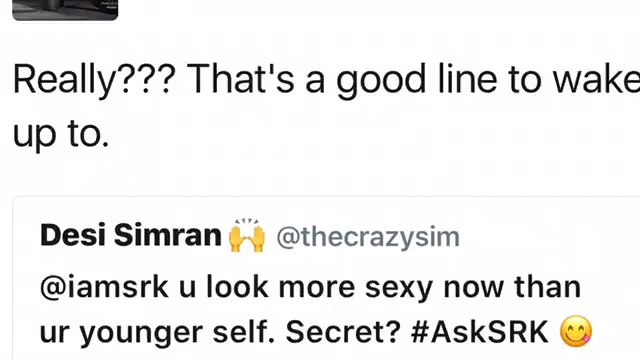 Really??? That's a good line to wake
up to.
Desi Simran 🙌 @thecrazysim
@iamsrk u look more sexy now than
ur younger self. Secret? #AskSRK 😋